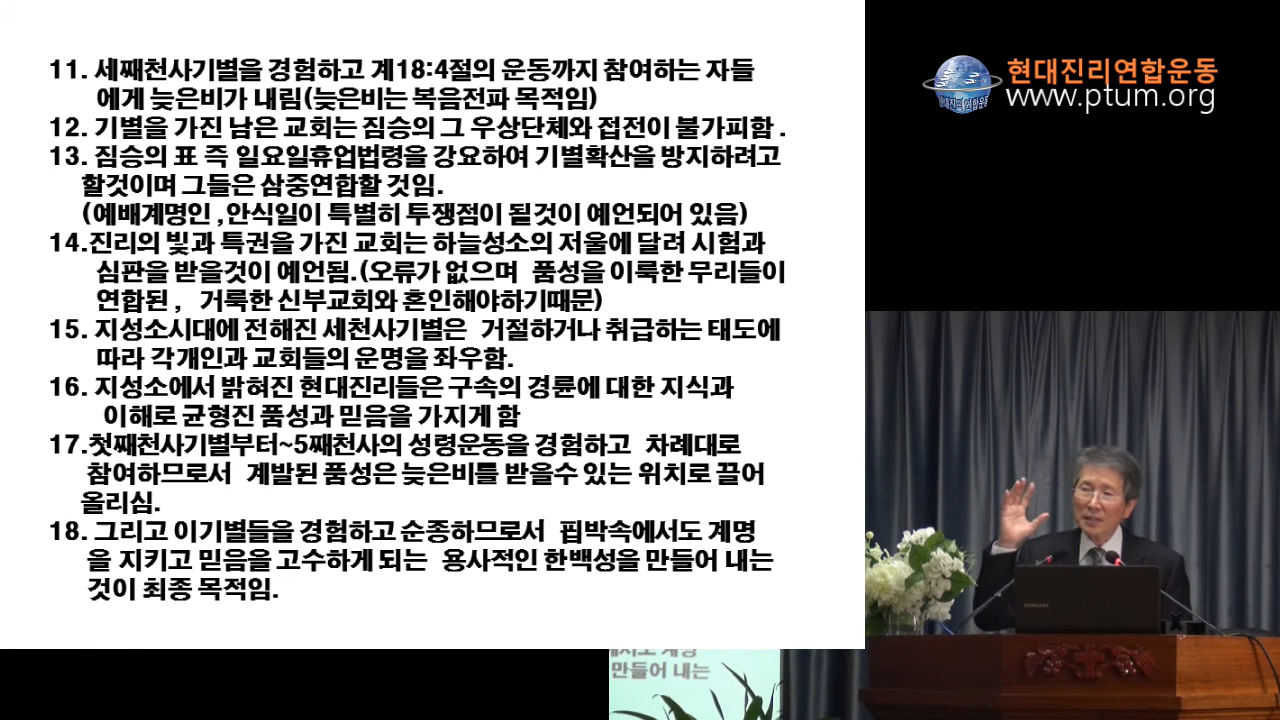 11. 세째천사기별을 경험하고 계18:4절의 운동까지 참여하는 자들
에게 늦은비가 내림(늦은비는 복음전파 목적임)
12. 기별을 가진 남은 교회는 짐승의 그 우상단체와 접전이 불가피함.
13. 짐승의 표 즉 일요일휴업법령을 강요하여 기별확산을 방지하려고
할것이며 그들은 삼중연합할 것임.
(예배계명인 ,안식일이 특별히 투쟁점이 될것이 예언되어 있음)
14.진리의 빛과 특권을 가진 교회는 하늘성소의 저울에 달려 시험과
심판을 받을것이 예언됨.(오류가 없으며 품성을 이룩한 무리들이
연합된 , 거룩한 신부교회와 혼인해야하기때문)
15. 지성소시대에 전해진 세천사기별은 거절하거나 취급하는 태도에
따라 각개인과 교회들의 운명을 좌우함.
16. 지성소에서 밝혀진 현대진리들은 구속의 경륜에 대한 지식과
이해로 균형진 품성과 믿음을 가지게 함
17.첫째천사기별부터~5째천사의 성령운동을 경험하고 차례대로
참여하므로서 계발된 품성은 늦은비를 받을수 있는 위치로 끌어
올리심.
18. 그리고 이기별들을 경험하고 순종하므로서 핍박속에서도 계명
을 지키고 믿음을 고수하게 되는 용사적인 한백성을 만들어 내는
것이 최종 목적임.
현대진리연합운동
www.ptum.org
현대진리연합운동
SAMSUNG
에서도 계명
만들어 내는